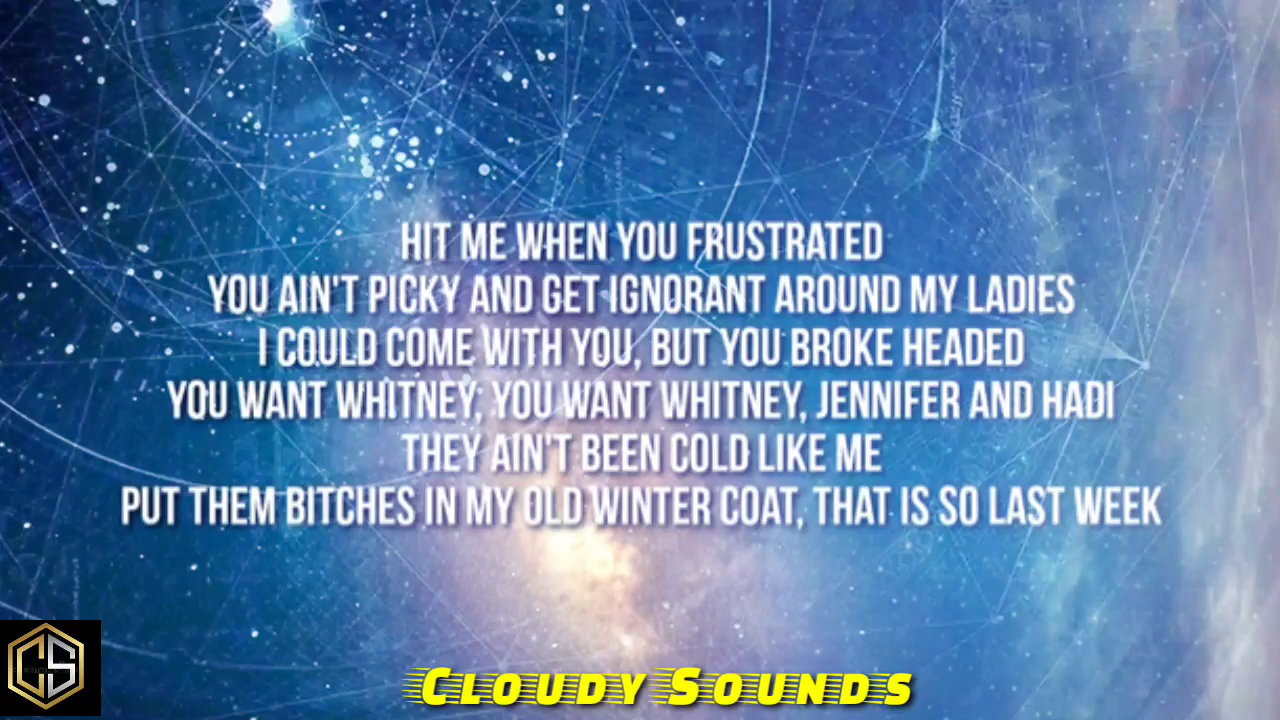 HIT ME WHEN YOU FRUSTRATED
YOU AIN'T PICKY AND GET IGNORANT AROUND MY LADIES
I COULD COME WITH YOU, BUT YOU BROKE HEADED
YOU WANT WHITNEY, YOU WANT WHITNEY, JENNIFER AND HADI
THEY AIN'T BEEN COLD LIKE ME
PUT THEM BITCHES IN MY OLD WINTER COAT, THAT IS SO LAST WEEK
CS
CLOUDY SOUNDS